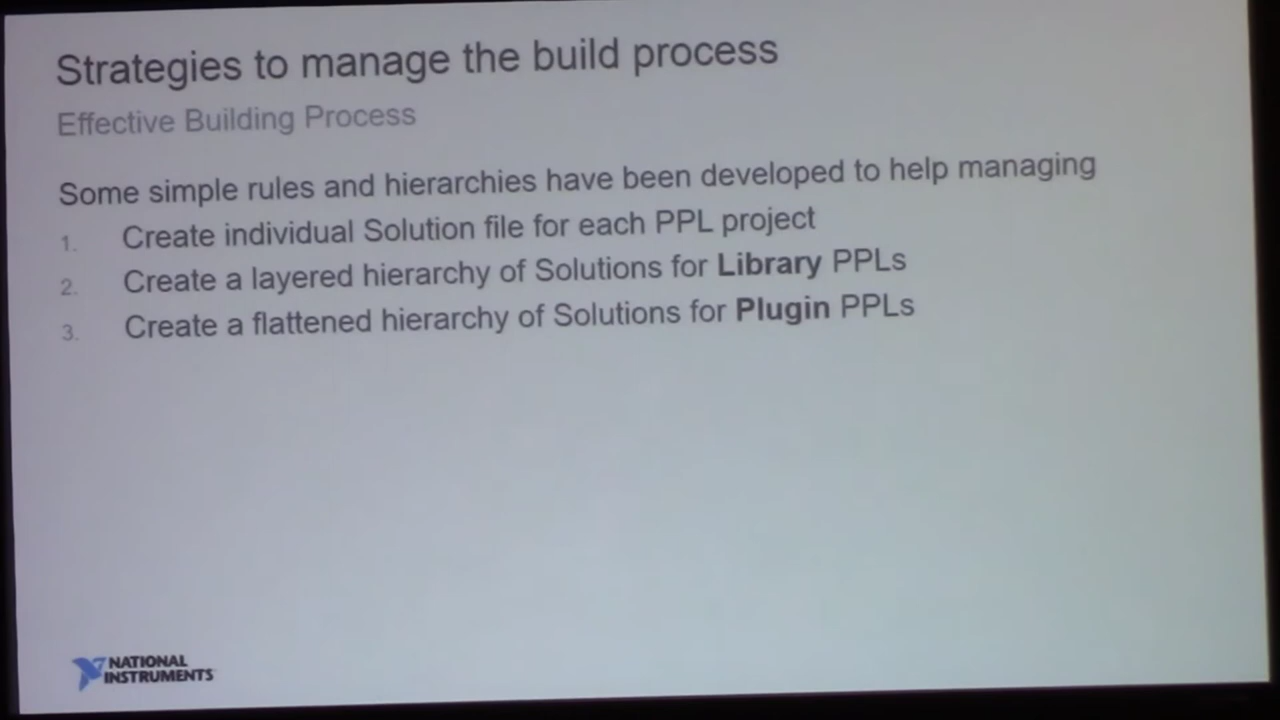 Strategies to manage the build process
Effective Building Process
Some simple rules and hierarchies have been developed to help managing
1. Create individual Solution file for each PPL project
2. Create a layered hierarchy of Solutions for Library PPLs
3. Create a flattened hierarchy of Solutions for Plugin PPLs
NATIONAL
INSTRUMENTS